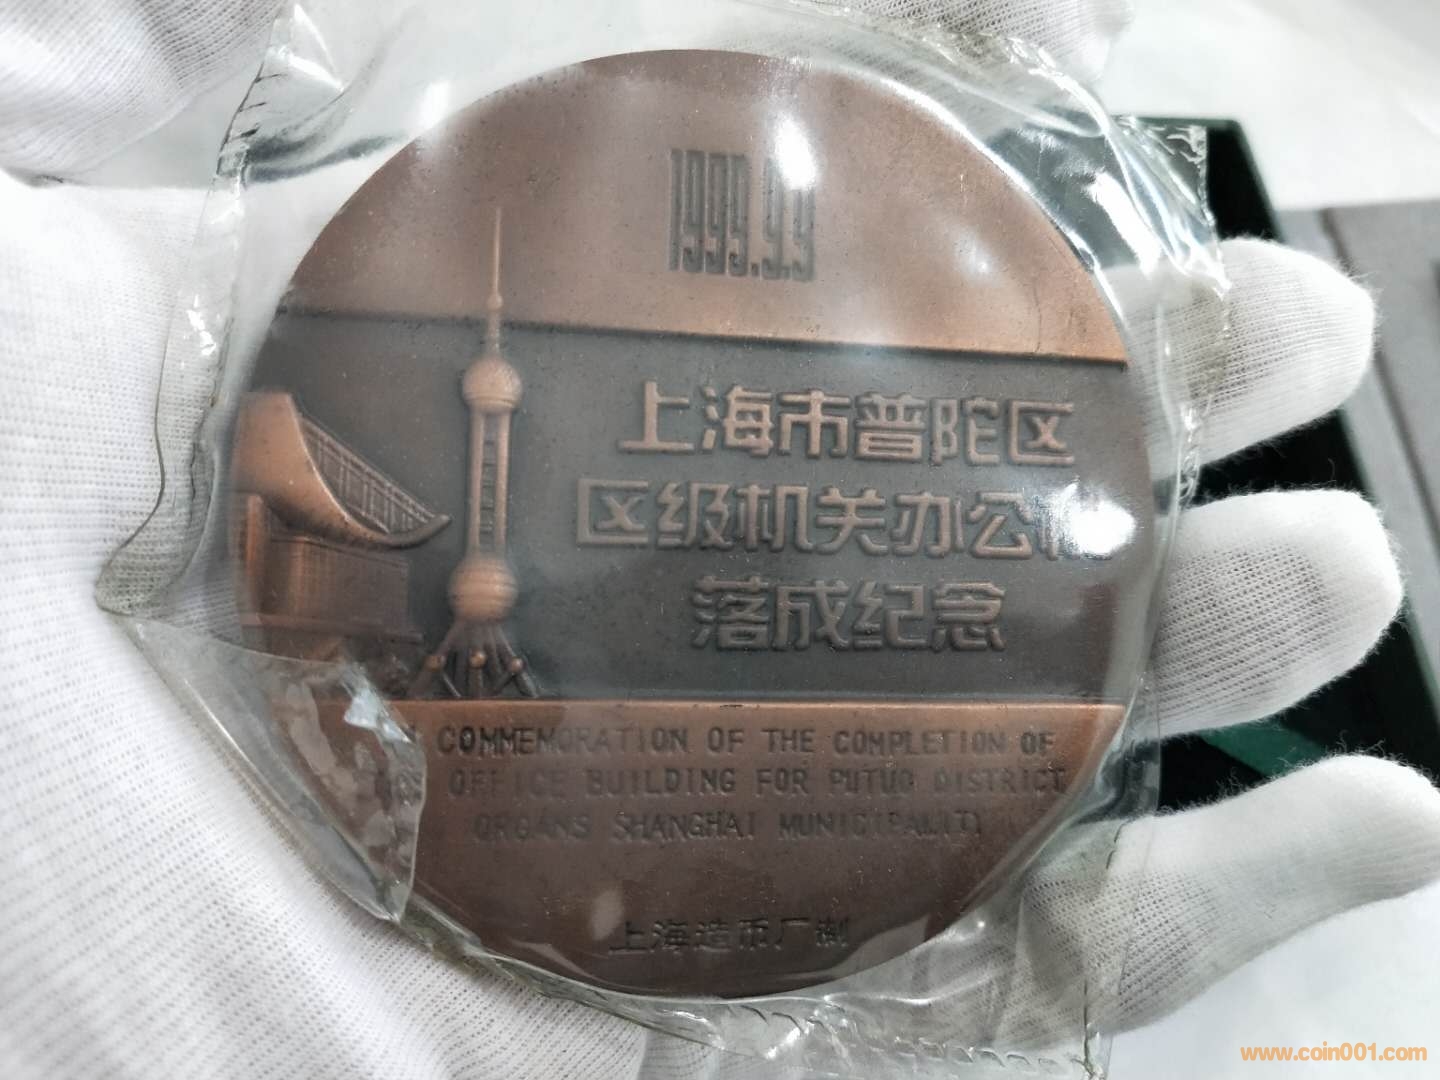 1999.9.9
上海市普陀区
区级机关办公
落成纪念
COMMEMORATION OF THE COMPLETION OF
OFFICE BUILDING FOR PUTUO DISTRICT
ORGANS SHANGHAI MUNICIPALITY
上海造币厂制
www.coin001.com